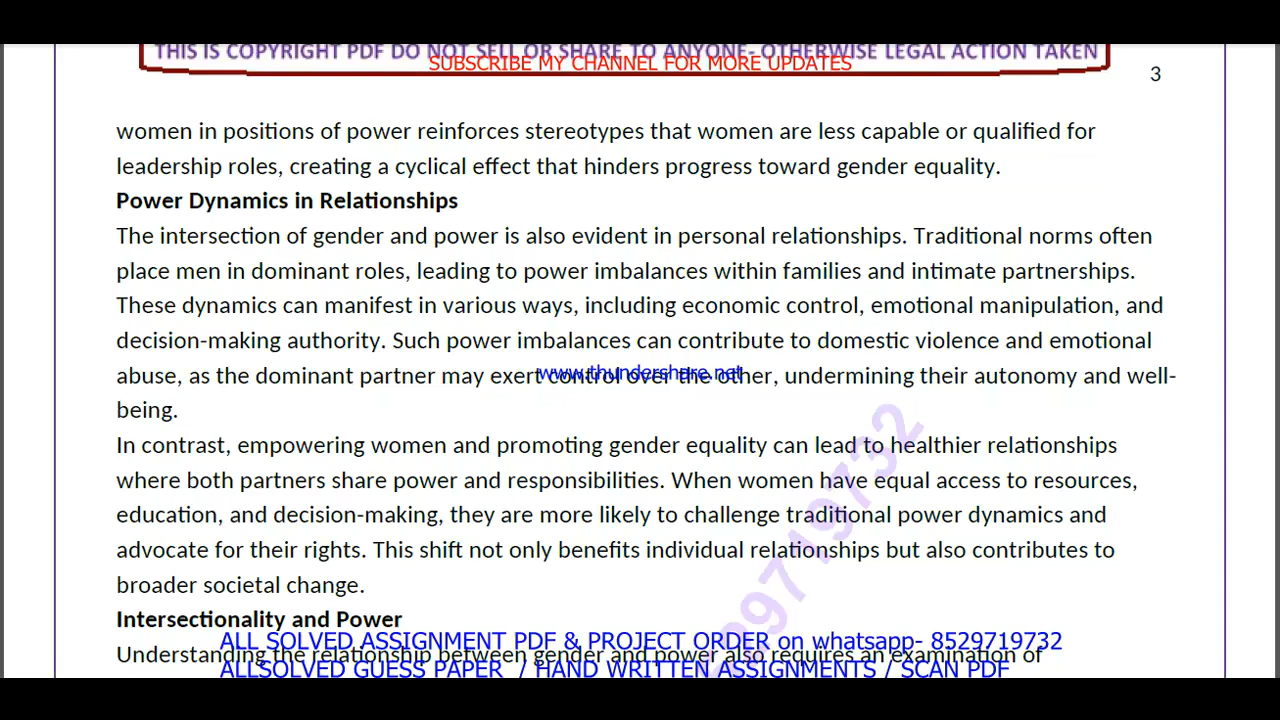 THIS IS COPYRIGHT PDF DO NOT SELL OR SHARE TO ANYONE- OTHERWISE LEGAL ACTION TAKEN
SUBSCRIBE MY CHANNEL FOR MORE UPDATES
3
women in positions of power reinforces stereotypes that women are less capable or qualified for
leadership roles, creating a cyclical effect that hinders progress toward gender equality.
Power Dynamics in Relationships
The intersection of gender and power is also evident in personal relationships. Traditional norms often
place men in dominant roles, leading to power imbalances within families and intimate partnerships.
These dynamics can manifest in various ways, including economic control, emotional manipulation, and
decision-making authority. Such power imbalances can contribute to domestic violence and emotional
abuse, as the dominant partner may exert control over the other, undermining their autonomy and well-
www.thundershare.net
being.
In contrast, empowering women and promoting gender equality can lead to healthier relationships
where both partners share power and responsibilities. When women have equal access to resources,
education, and decision-making, they are more likely to challenge traditional power dynamics and
advocate for their rights. This shift not only benefits individual relationships but also contributes to
broader societal change.
Intersectionality and Power
ALL SOLVED ASSIGNMENT PDF & PROJECT ORDER on whatsapp- 8529719732
Understanding the relationship between gender and power also requires an examination of
ALLSOLVED GUESS PAPER / HAND WRITTEN ASSIGNMENTS / SCAN PDF
29719732